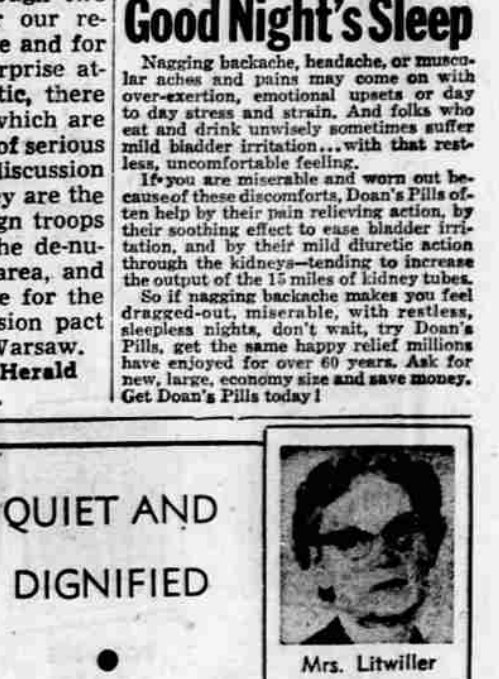 our re-
e and for
rprise at-
tic, there
which are
of serious
discussion
ey are the
gn troops
he de-nu-
area, and
e for the
sion pact
Warsaw.
Herald
Good Night's Sleep
Nagging backache, headache, or muscu-
lar aches and pains may come on with
over-exertion, emotional upsets or day
to day stress and strain. And folks who
eat and drink unwisely sometimes suffer
mild bladder irritation...with that rest-
less, uncomfortable feeling.
If you are miserable and worn out be-
cause of these discomforts, Doan's Pills of-
ten help by their pain relieving action, by
their soothing effect to ease bladder irri-
tation, and by their mild diuretic action
through the kidneys—tending to increase
the output of the 15 miles of kidney tubes.
So if nagging backache makes you feel
dragged-out, miserable, with restless,
sleepless nights, don't wait, try Doan's
Pills, get the same happy relief millions
have enjoyed for over 60 years. Ask for
new, large, economy size and save money.
Get Doan's Pills today!
QUIET AND
DIGNIFIED
Mrs. Litwiller